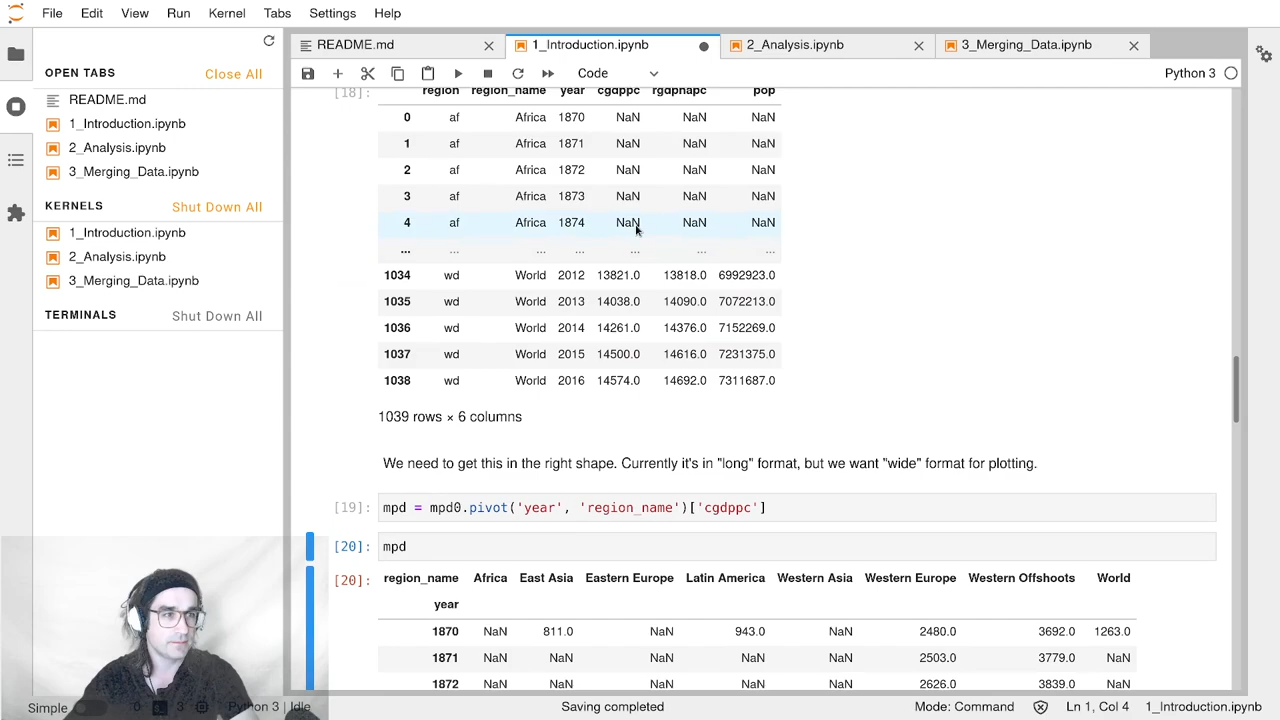 File Edit View Run Kernel Tabs Settings Help
README.md 1_Introduction.ipynb 2_Analysis.ipynb 3_Merging_Data.ipynb
OPEN TABS Close All
README.md
1_Introduction.ipynb
2_Analysis.ipynb
3_Merging_Data.ipynb
KERNELS Shut Down All
1_Introduction.ipynb
2_Analysis.ipynb
3_Merging_Data.ipynb
TERMINALS Shut Down All
Code Python 3
[18]: region region_name year cgdppc rgdpnapc pop
0 af Africa 1870 NaN NaN NaN
1 af Africa 1871 NaN NaN NaN
2 af Africa 1872 NaN NaN NaN
3 af Africa 1873 NaN NaN NaN
4 af Africa 1874 NaN NaN NaN
... ... ... ... ... ... ...
1034 wd World 2012 13821.0 13818.0 6992923.0
1035 wd World 2013 14038.0 14090.0 7072213.0
1036 wd World 2014 14261.0 14376.0 7152269.0
1037 wd World 2015 14500.0 14616.0 7231375.0
1038 wd World 2016 14574.0 14692.0 7311687.0
1039 rows × 6 columns
We need to get this in the right shape. Currently it's in "long" format, but we want "wide" format for plotting.
[19]: mpd = mpd0.pivot('year', 'region_name')['cgdppc']
[20]: mpd
[20]: region_name Africa East Asia Eastern Europe Latin America Western Asia Western Europe Western Offshoots World
year
1870 NaN 811.0 NaN 943.0 NaN 2480.0 3692.0 1263.0
1871 NaN NaN NaN NaN NaN 2503.0 3779.0 NaN
1872 NaN NaN NaN NaN NaN 2626.0 3839.0 NaN
Simple 0 3 Python 3 | Idle Saving completed Mode: Command Ln 1, Col 4 1_Introduction.ipynb